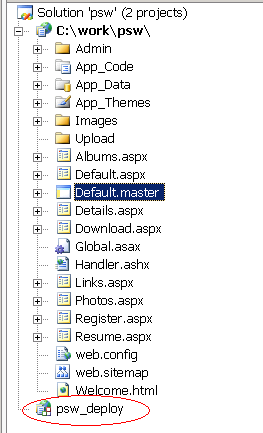 Solution 'psw' (2 projects)
C:\work\psw\
Admin
App_Code
App_Data
App_Themes
Images
Upload
Albums.aspx
Default.aspx
Default.master
Details.aspx
Download.aspx
Global.asax
Handler.ashx
Links.aspx
Photos.aspx
Register.aspx
Resume.aspx
web.config
web.sitemap
Welcome.html
psw_deploy